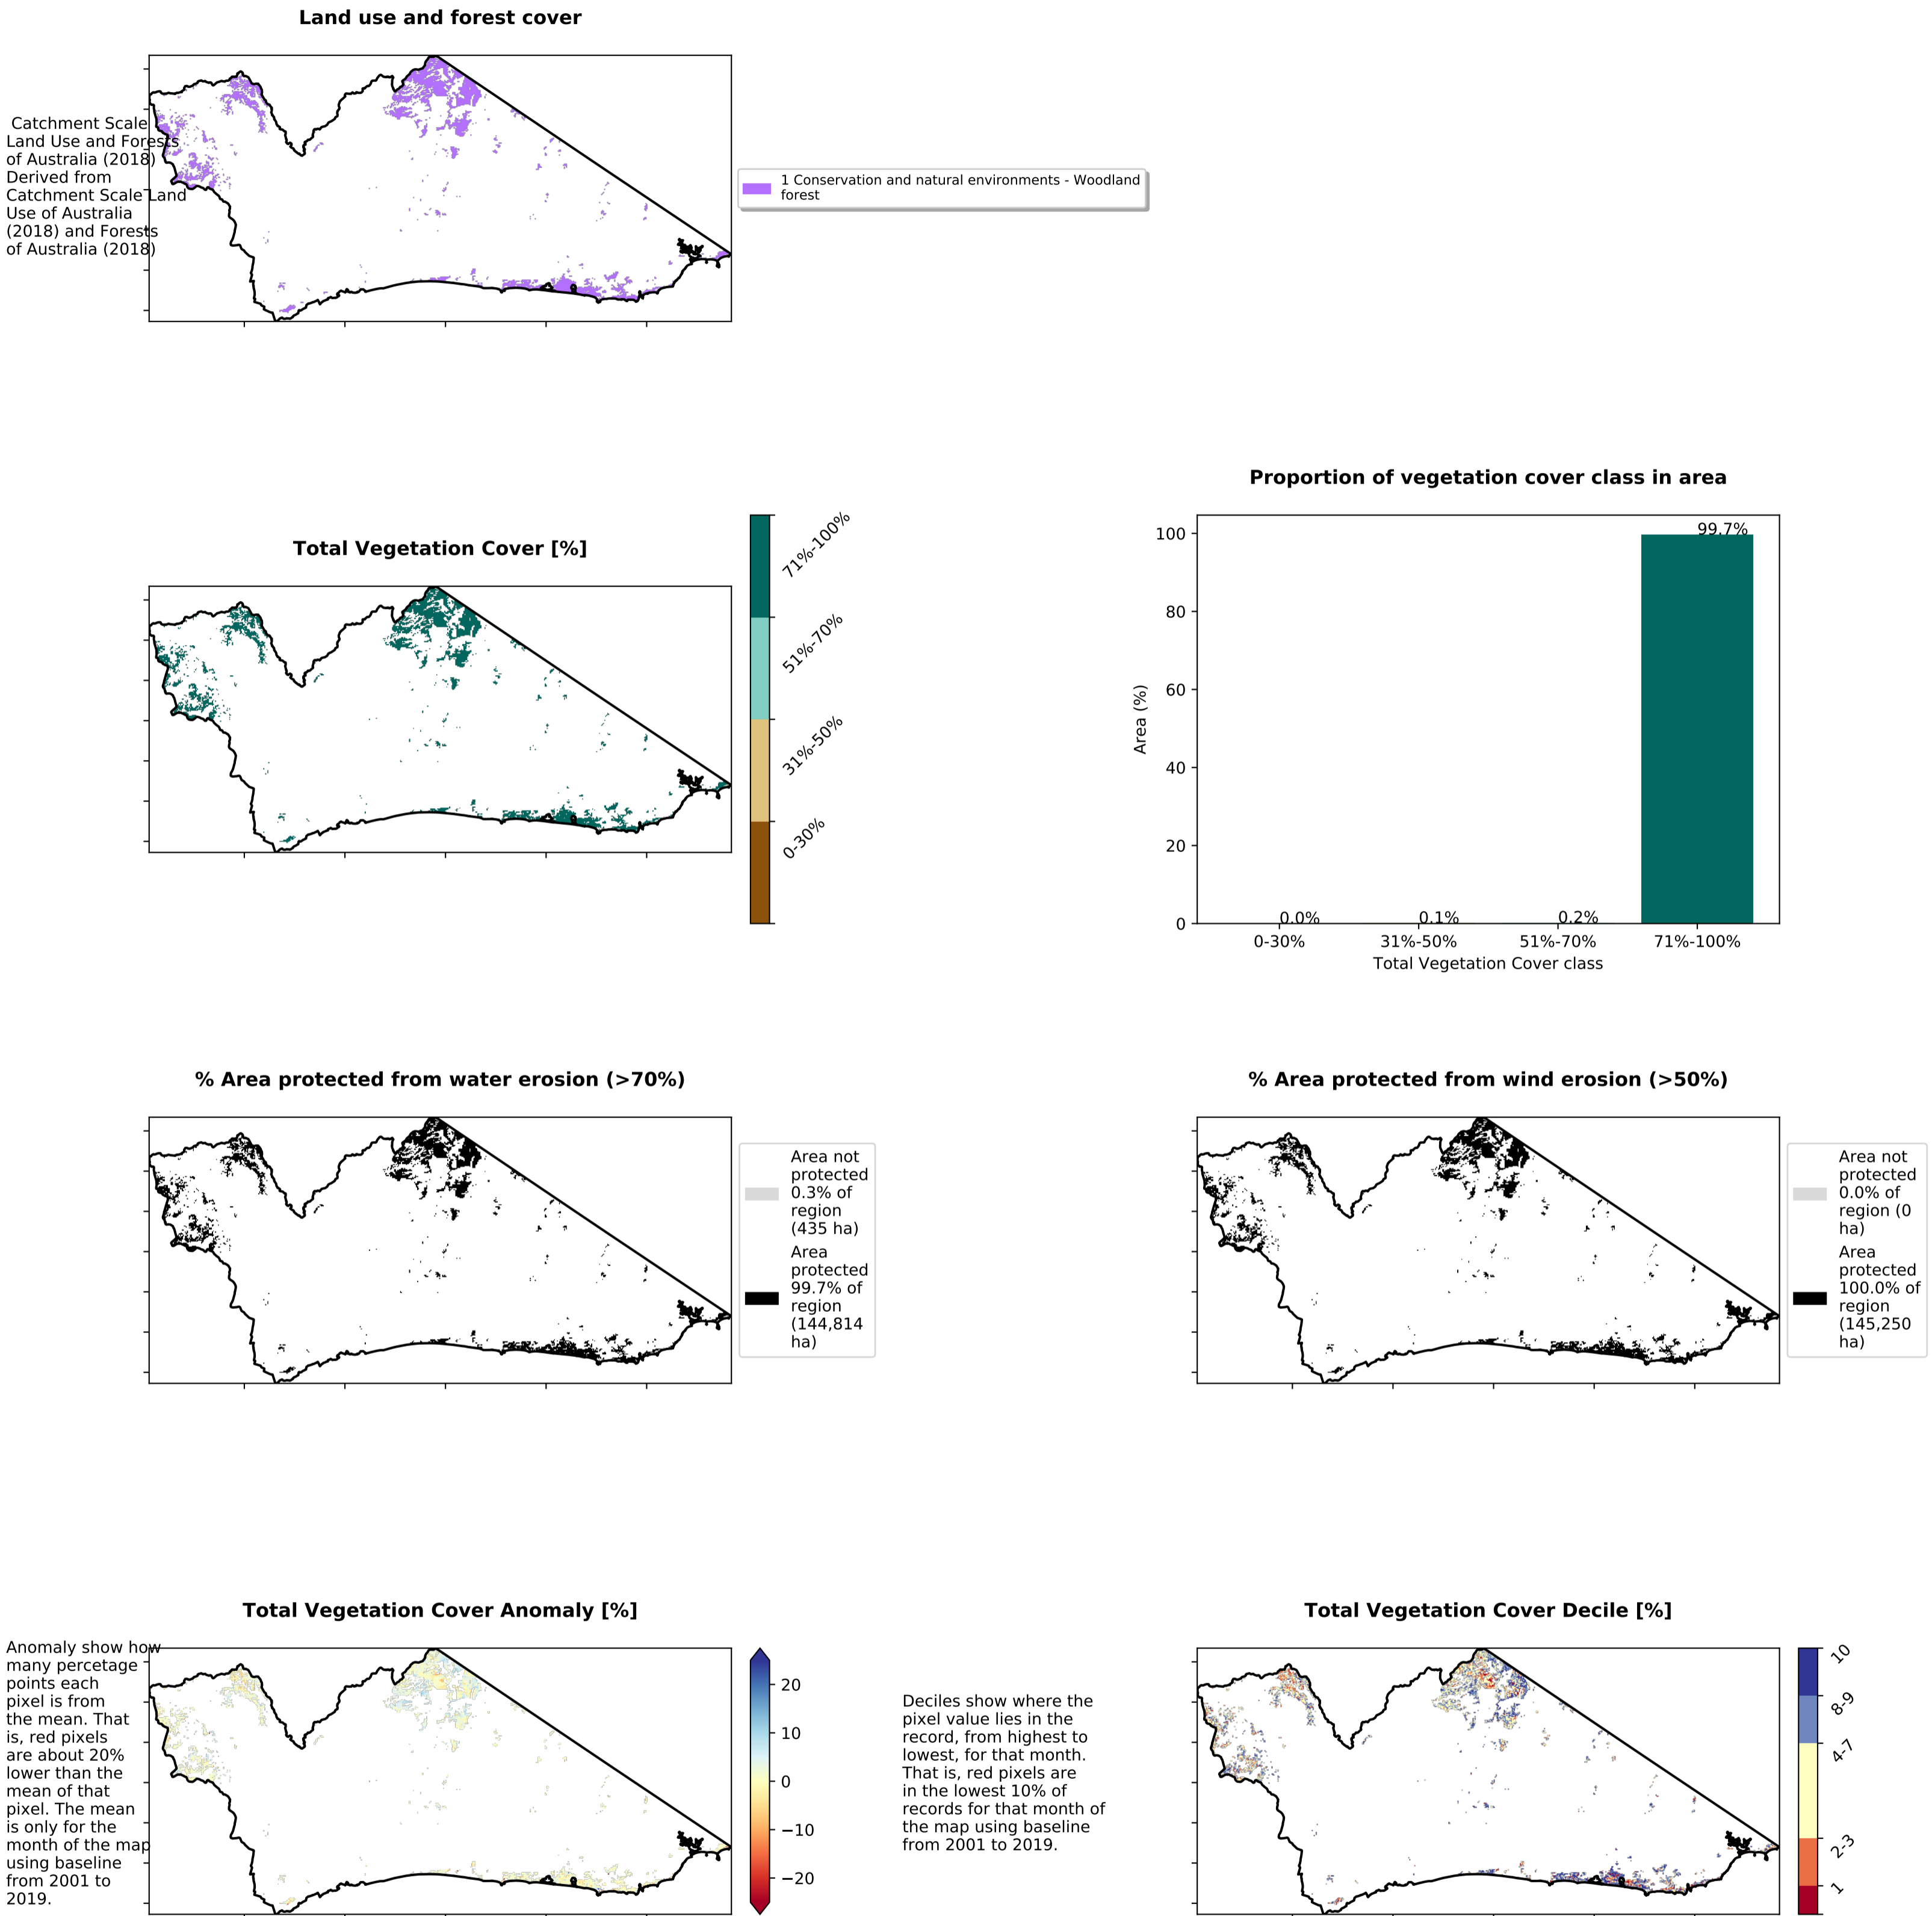 Land use and forest cover
Catchment Scale
Land Use and Forests
of Australia (2018)
Derived from
Catchment Scale Land
Use of Australia
(2018) and Forests
of Australia (2018)
1 Conservation and natural environments - Woodland
forest
Total Vegetation Cover [%]
71%-100%
51%-70%
31%-50%
0-30%
Proportion of vegetation cover class in area
Area (%)
100
80
60
40
20
0
0.0%
0.1%
0.2%
99.7%
0-30%
31%-50%
51%-70%
71%-100%
Total Vegetation Cover class
% Area protected from water erosion (>70%)
Area not
protected
0.3% of
region
(435 ha)
Area
protected
99.7% of
region
(144,814
ha)
% Area protected from wind erosion (>50%)
Area not
protected
0.0% of
region (0
ha)
Area
protected
100.0% of
region
(145,250
ha)
Total Vegetation Cover Anomaly [%]
Anomaly show how
many percetage
points each
pixel is from
the mean. That
is, red pixels
are about 20%
lower than the
mean of that
pixel. The mean
is only for the
month of the map
using baseline
from 2001 to
2019.
20
10
0
−10
−20
Total Vegetation Cover Decile [%]
Deciles show where the
pixel value lies in the
record, from highest to
lowest, for that month.
That is, red pixels are
in the lowest 10% of
records for that month of
the map using baseline
from 2001 to 2019.
10
8-9
4-7
2-3
1